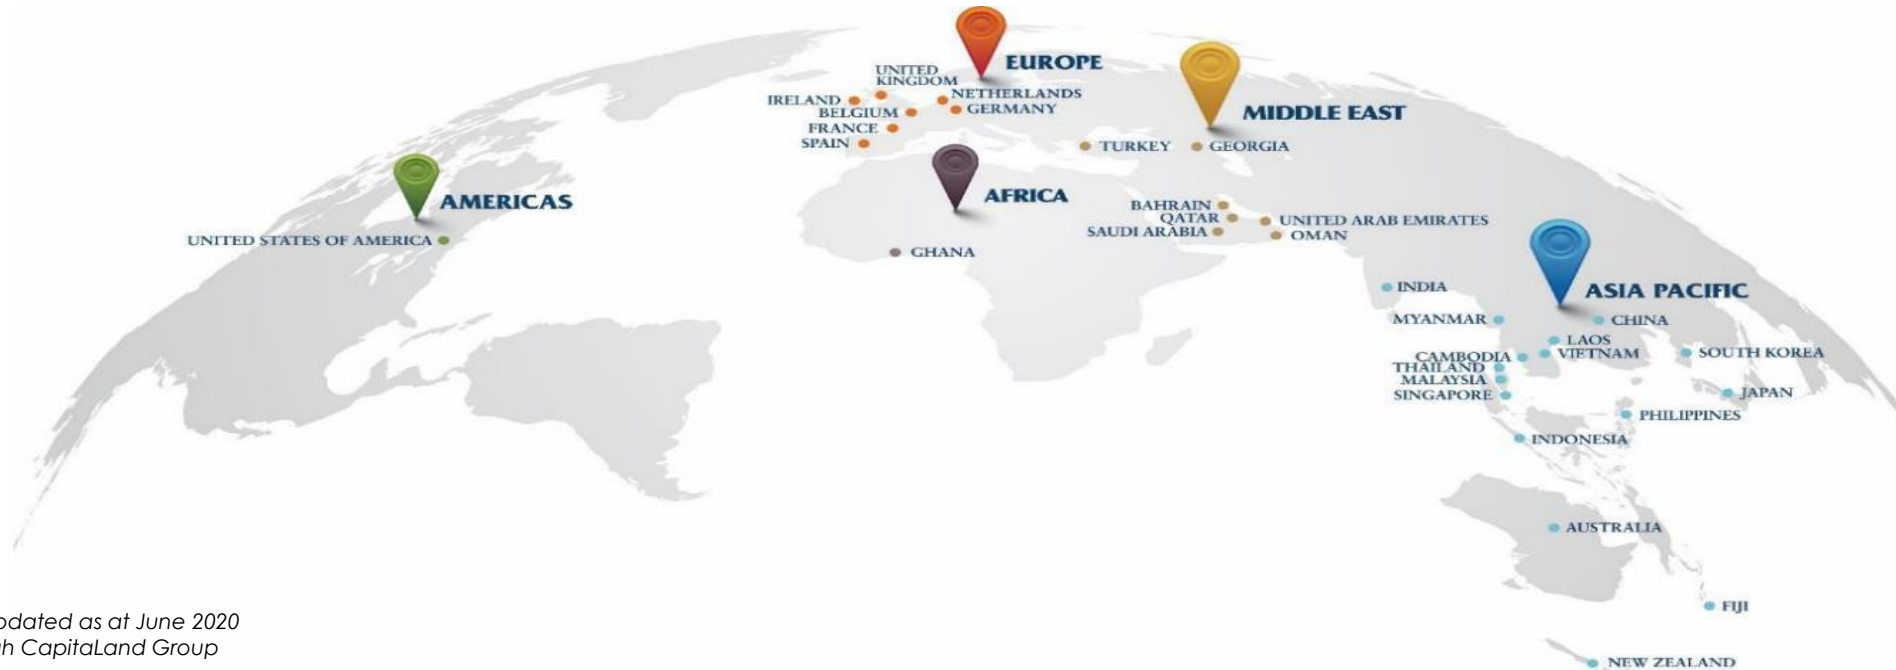 EUROPE
UNITED
KINGDOM
IRELAND
NETHERLANDS
BELGIUM
GERMANY
FRANCE
SPAIN
MIDDLE EAST
TURKEY
GEORGIA
BAHRAIN
QATAR
UNITED ARAB EMIRATES
SAUDI ARABIA
OMAN
AFRICA
GHANA
AMERICAS
UNITED STATES OF AMERICA
ASIA PACIFIC
INDIA
MYANMAR
CHINA
LAOS
CAMBODIA
VIETNAM
SOUTH KOREA
THAILAND
MALAYSIA
SINGAPORE
JAPAN
PHILIPPINES
INDONESIA
AUSTRALIA
FIJI
NEW ZEALAND
as at June 2020
CapitaLand Group